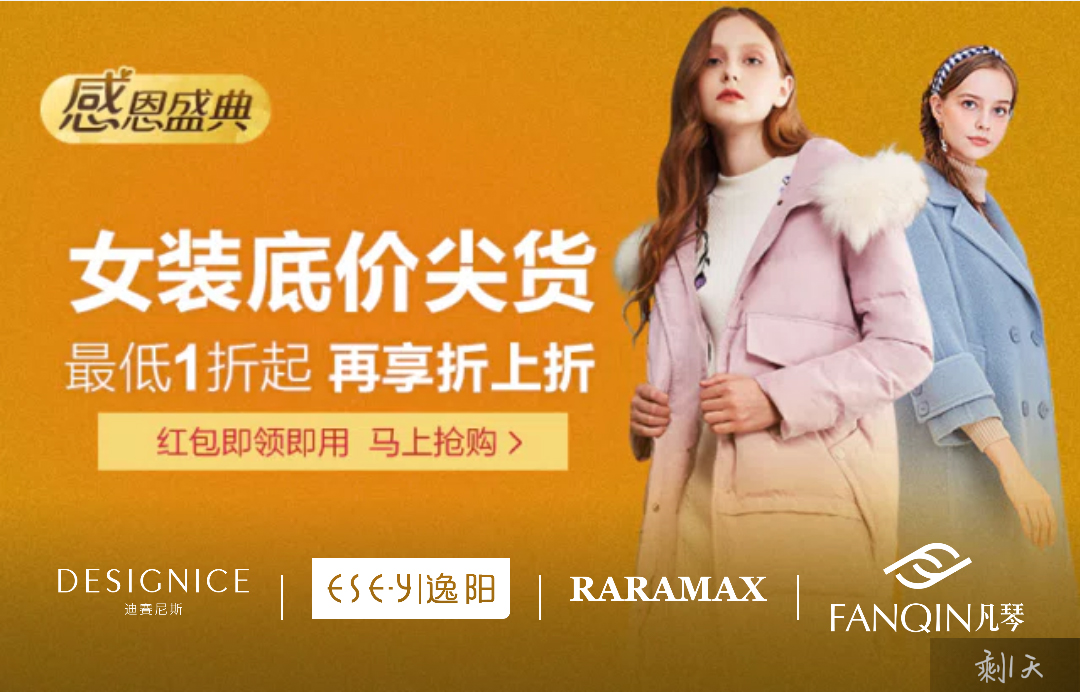 感恩盛典
女装底价尖货
最低1折起 再享折上折
红包即领即用 马上抢购 >
DESIGNICE
迪赛尼斯
ESE·Y 逸阳
RARAMAX
FANQIN凡琴
剩1天